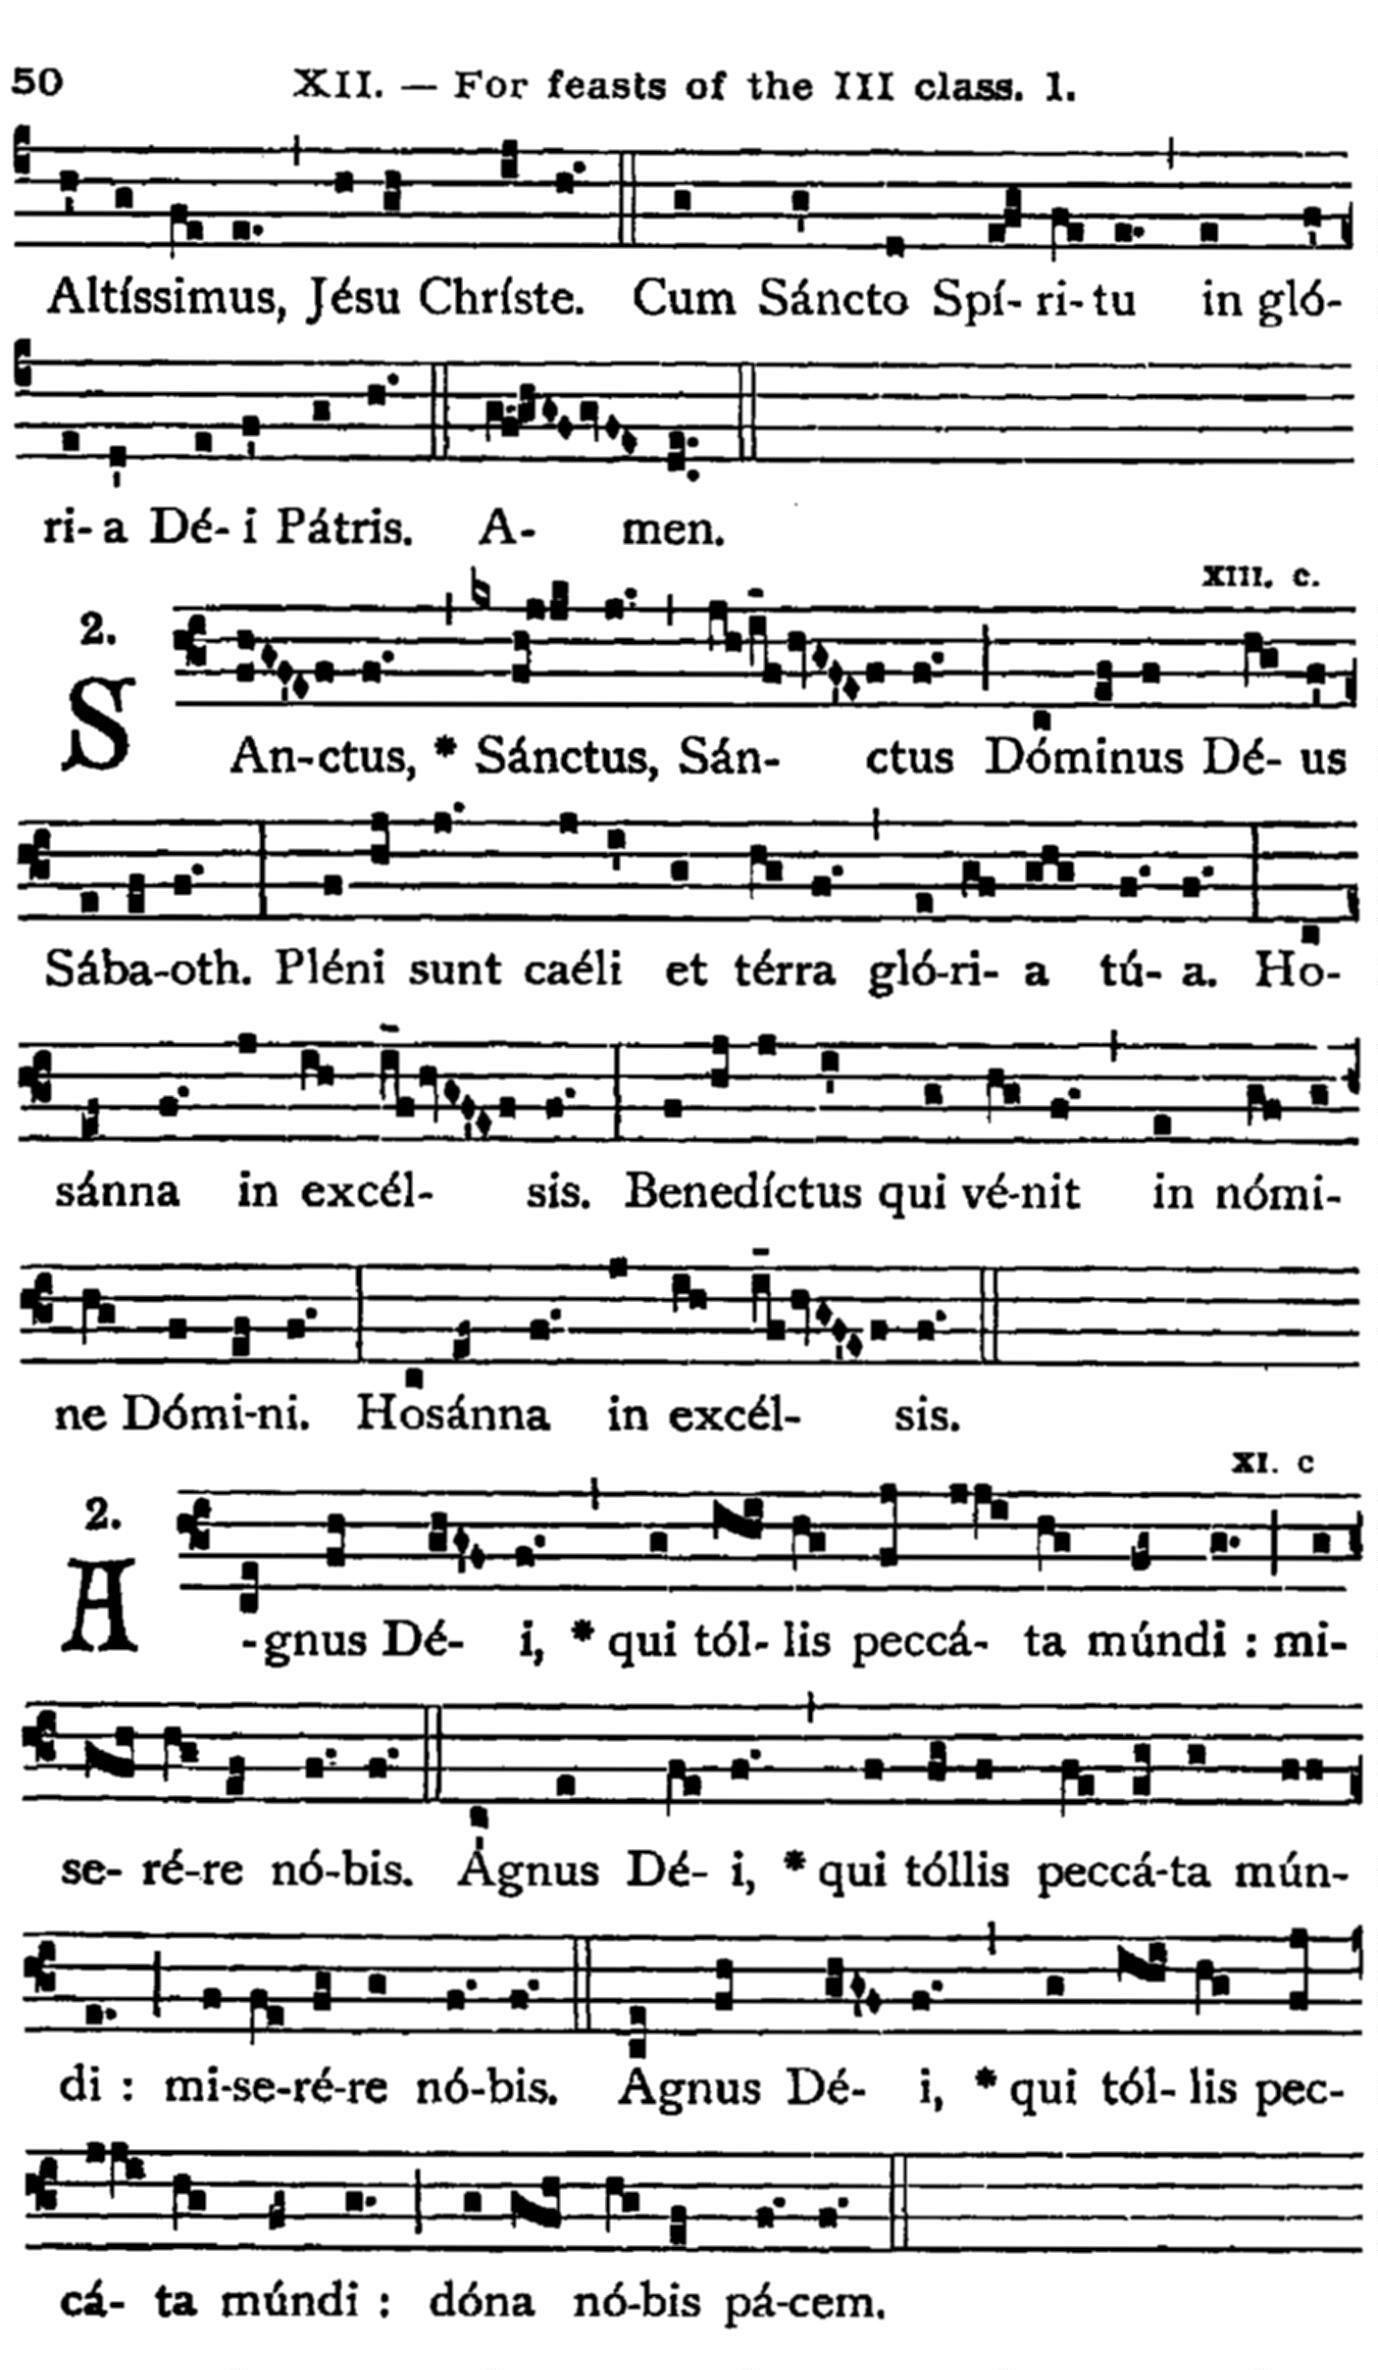 50 XII. — For feasts of the III class. 1.
Altíssimus, Jésu Chríste. Cum Sáncto Spí- ri- tu in gló-
ri- a Dé- i Pátris. A- men.
XIII. c.
2.
SAn-ctus, * Sánctus, Sán- ctus Dóminus Dé- us
Sába-oth. Pléni sunt caéli et térra gló-ri- a tú- a. Ho-
sánna in excél- sis. Benedíctus qui vé-nit in nómi-
ne Dómi-ni. Hosánna in excél- sis.
XI. c
2.
A-gnus Dé- i, * qui tól- lis peccá- ta múndi : mi-
se- ré-re nó-bis. Ágnus Dé- i, * qui tóllis peccá-ta mún-
di : mi-se-ré-re nó-bis. Agnus Dé- i, * qui tól- lis pec-
cá- ta múndi : dóna nó-bis pá-cem.